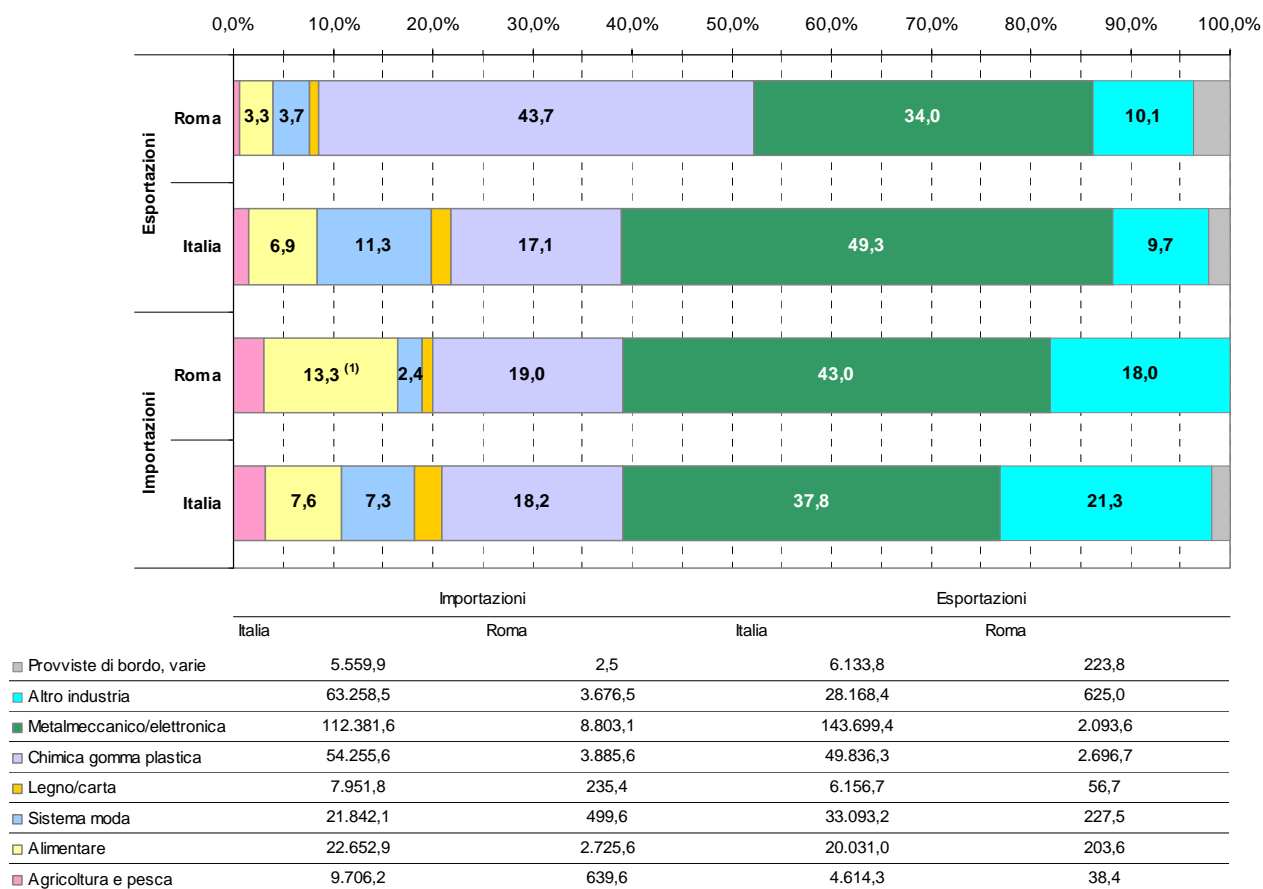 0,0% 10,0% 20,0% 30,0% 40,0% 50,0% 60,0% 70,0% 80,0% 90,0% 100,0%
Esportazioni
Roma 3,3 3,7 43,7 34,0 10,1
Italia 6,9 11,3 17,1 49,3 9,7
Importazioni
Roma 13,3 (1) 2,4 19,0 43,0 18,0
Italia 7,6 7,3 18,2 37,8 21,3
Importazioni Esportazioni
Italia Roma Italia Roma
Provviste di bordo, varie 5.559,9 2,5 6.133,8 223,8
Altro industria 63.258,5 3.676,5 28.168,4 625,0
Metalmeccanico/elettronica 112.381,6 8.803,1 143.699,4 2.093,6
Chimica gomma plastica 54.255,6 3.885,6 49.836,3 2.696,7
Legno/carta 7.951,8 235,4 6.156,7 56,7
Sistema moda 21.842,1 499,6 33.093,2 227,5
Alimentare 22.652,9 2.725,6 20.031,0 203,6
Agricoltura e pesca 9.706,2 639,6 4.614,3 38,4